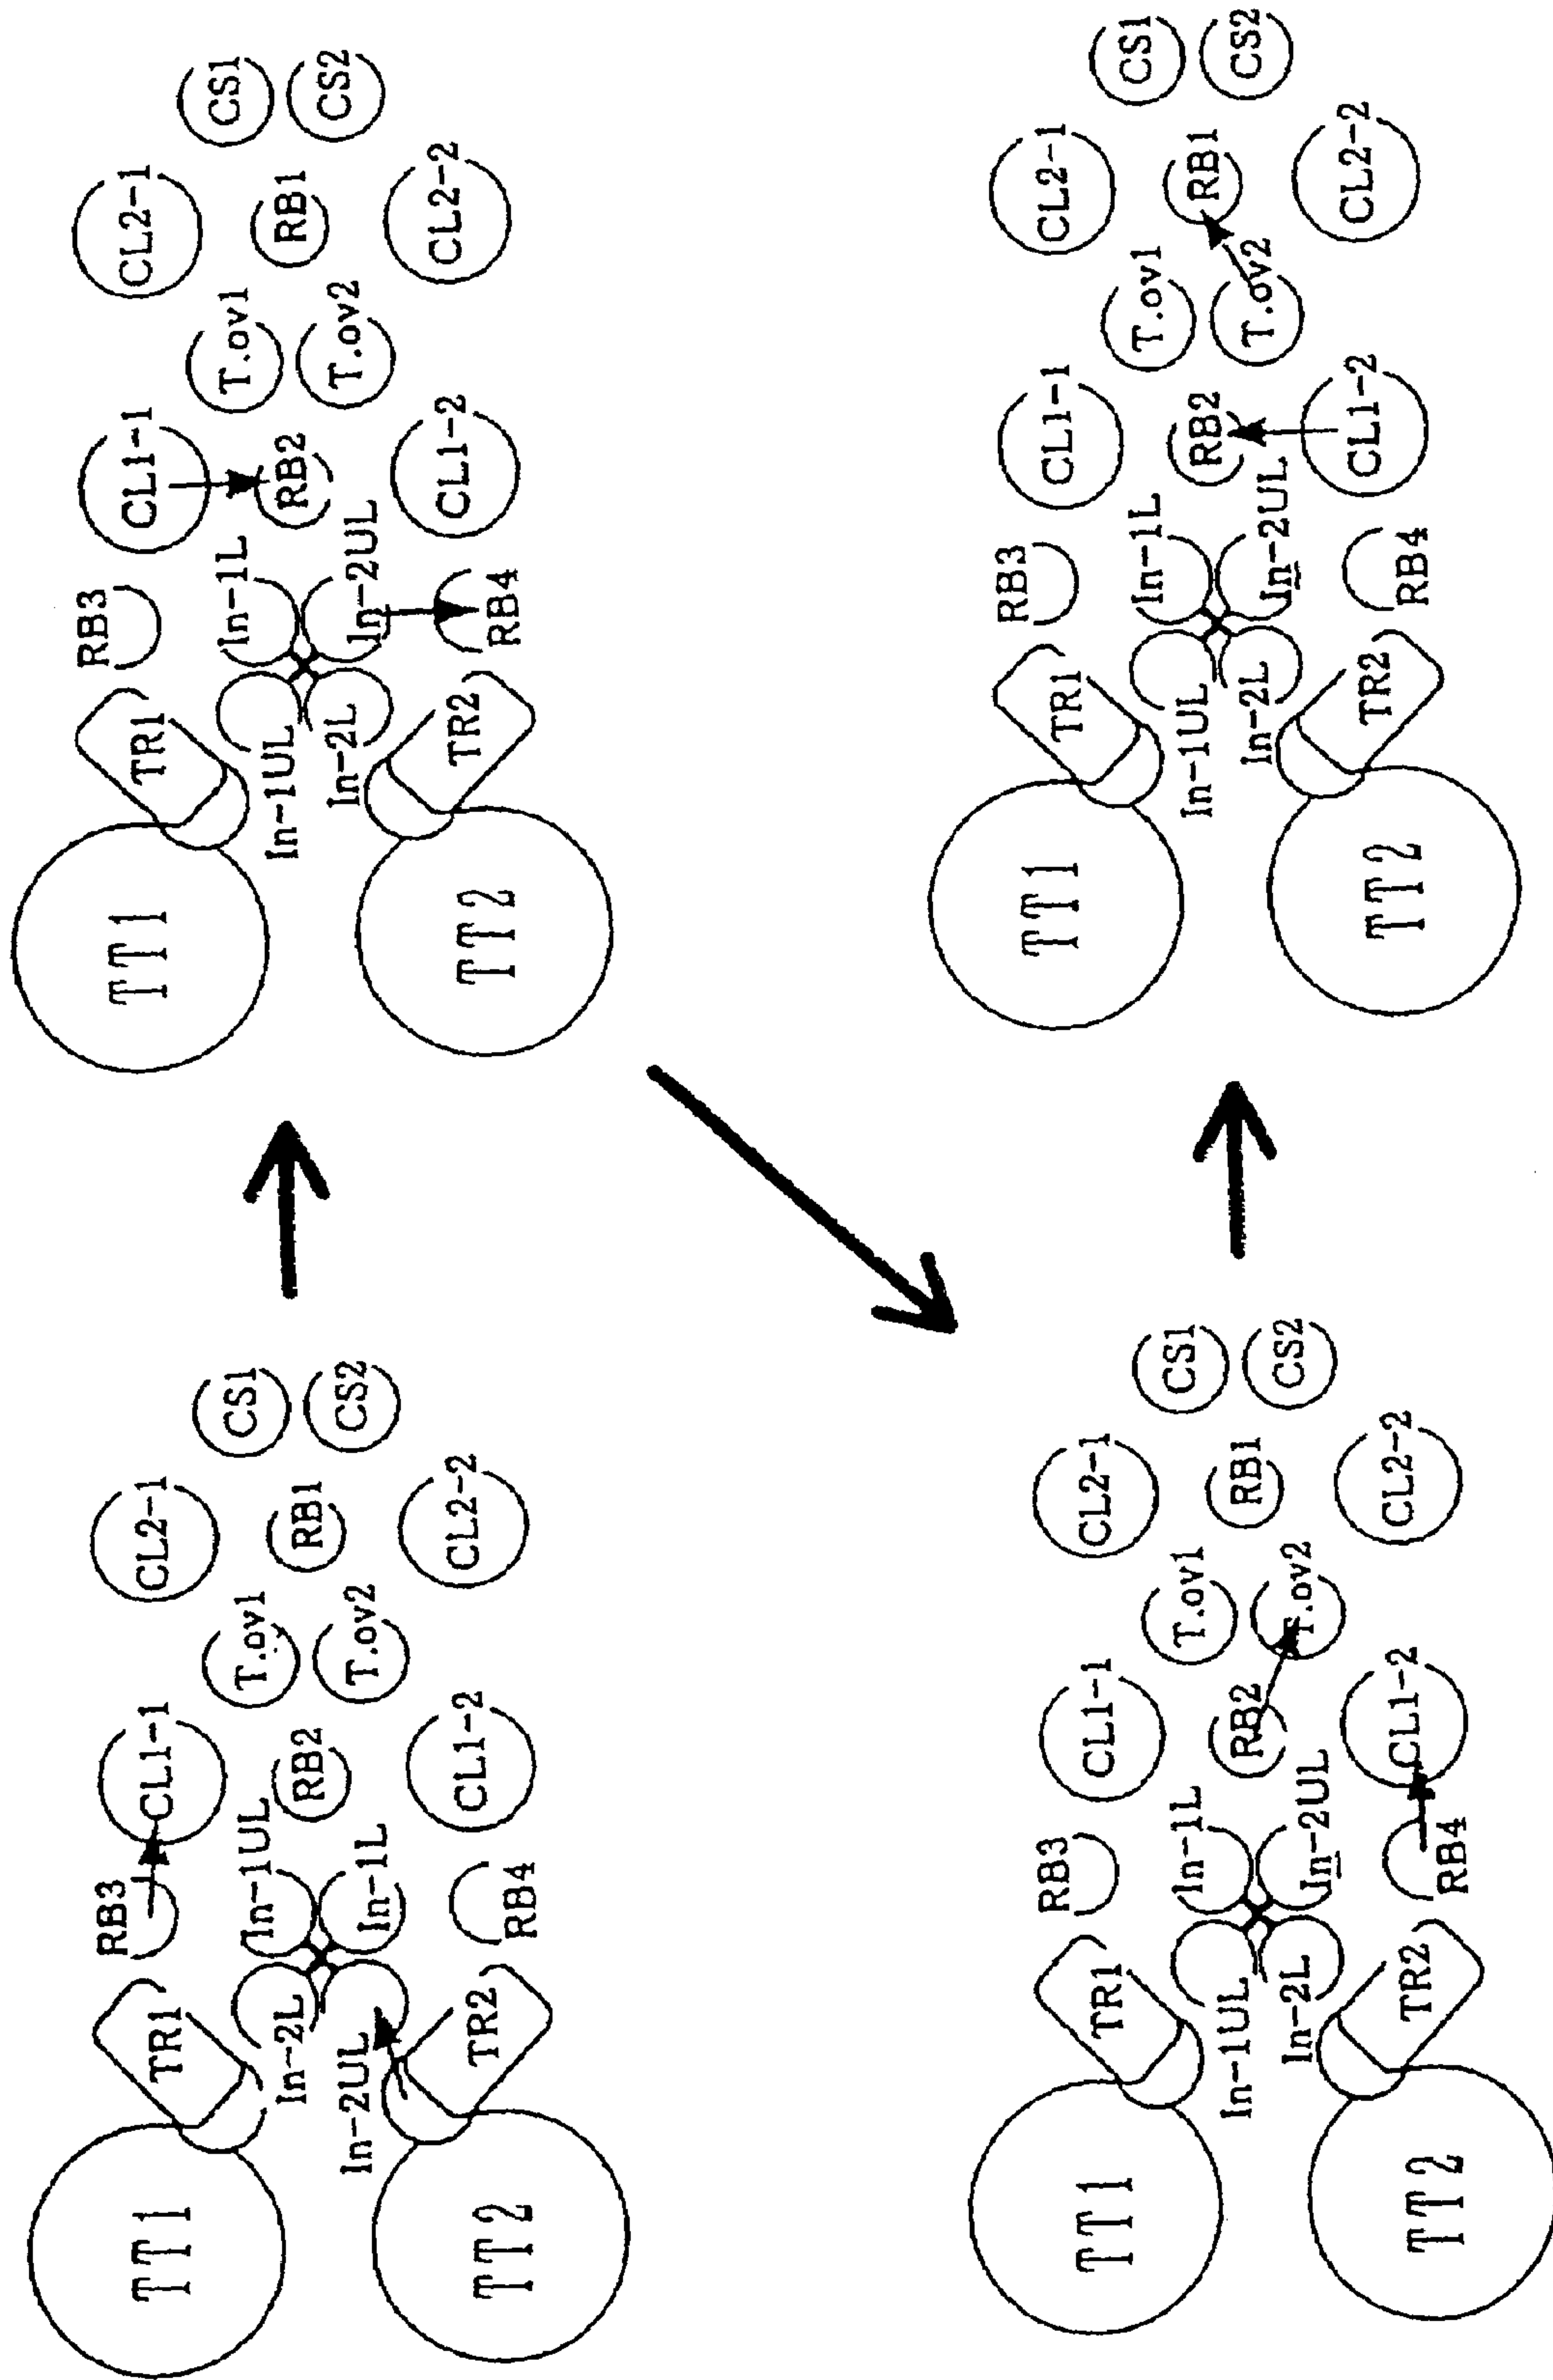 TT1
TR1
RB3
CL1-1
CL2-1
In-2L
In-1UL
T.ov1
CS1
RB2
RB1
In-2UL
In-1L
T.ov2
CS2
TT2
TR2
RB4
CL1-2
CL2-2
TT1
TR1
RB3
CL1-1
CL2-1
In-1UL
In-1L
T.ov1
CS1
RB2
RB1
In-2L
In-2UL
T.ov2
CS2
TT2
TR2
RB4
CL1-2
CL2-2
TT1
TR1
RB3
CL1-1
CL2-1
In-1UL
In-1L
T.ov1
CS1
RB2
RB1
In-2L
In-2UL
T.ov2
CS2
TT2
TR2
RB4
CL1-2
CL2-2
TT1
TR1
RB3
CL1-1
CL2-1
In-1UL
In-1L
T.ov1
CS1
RB2
RB1
In-2L
In-2UL
T.ov2
CS2
TT2
TR2
RB4
CL1-2
CL2-2